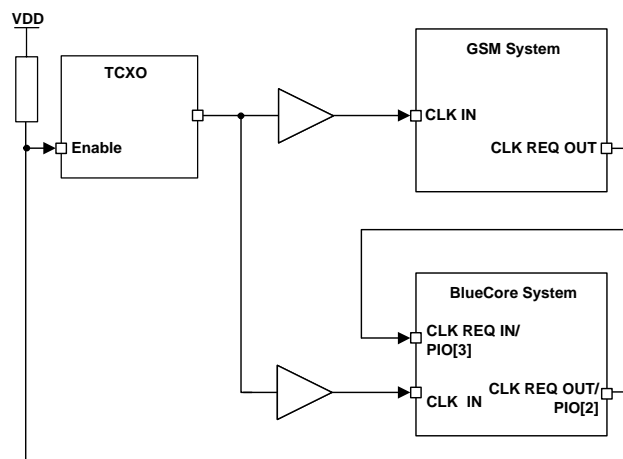 VDD
TCXO
Enable
GSM System
CLK IN
CLK REQ OUT
BlueCore System
CLK REQ IN/
PIO[3]
CLK IN
CLK REQ OUT/
PIO[2]